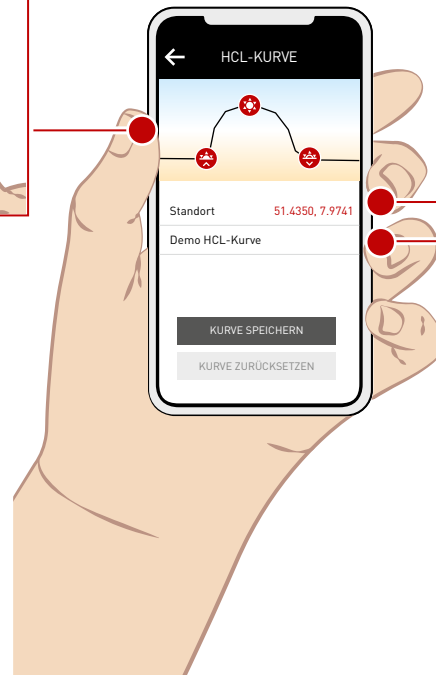 HCL-KURVE
Standort 51.4350, 7.9741
Demo HCL-Kurve
KURVE SPEICHERN
KURVE ZURÜCKSETZEN